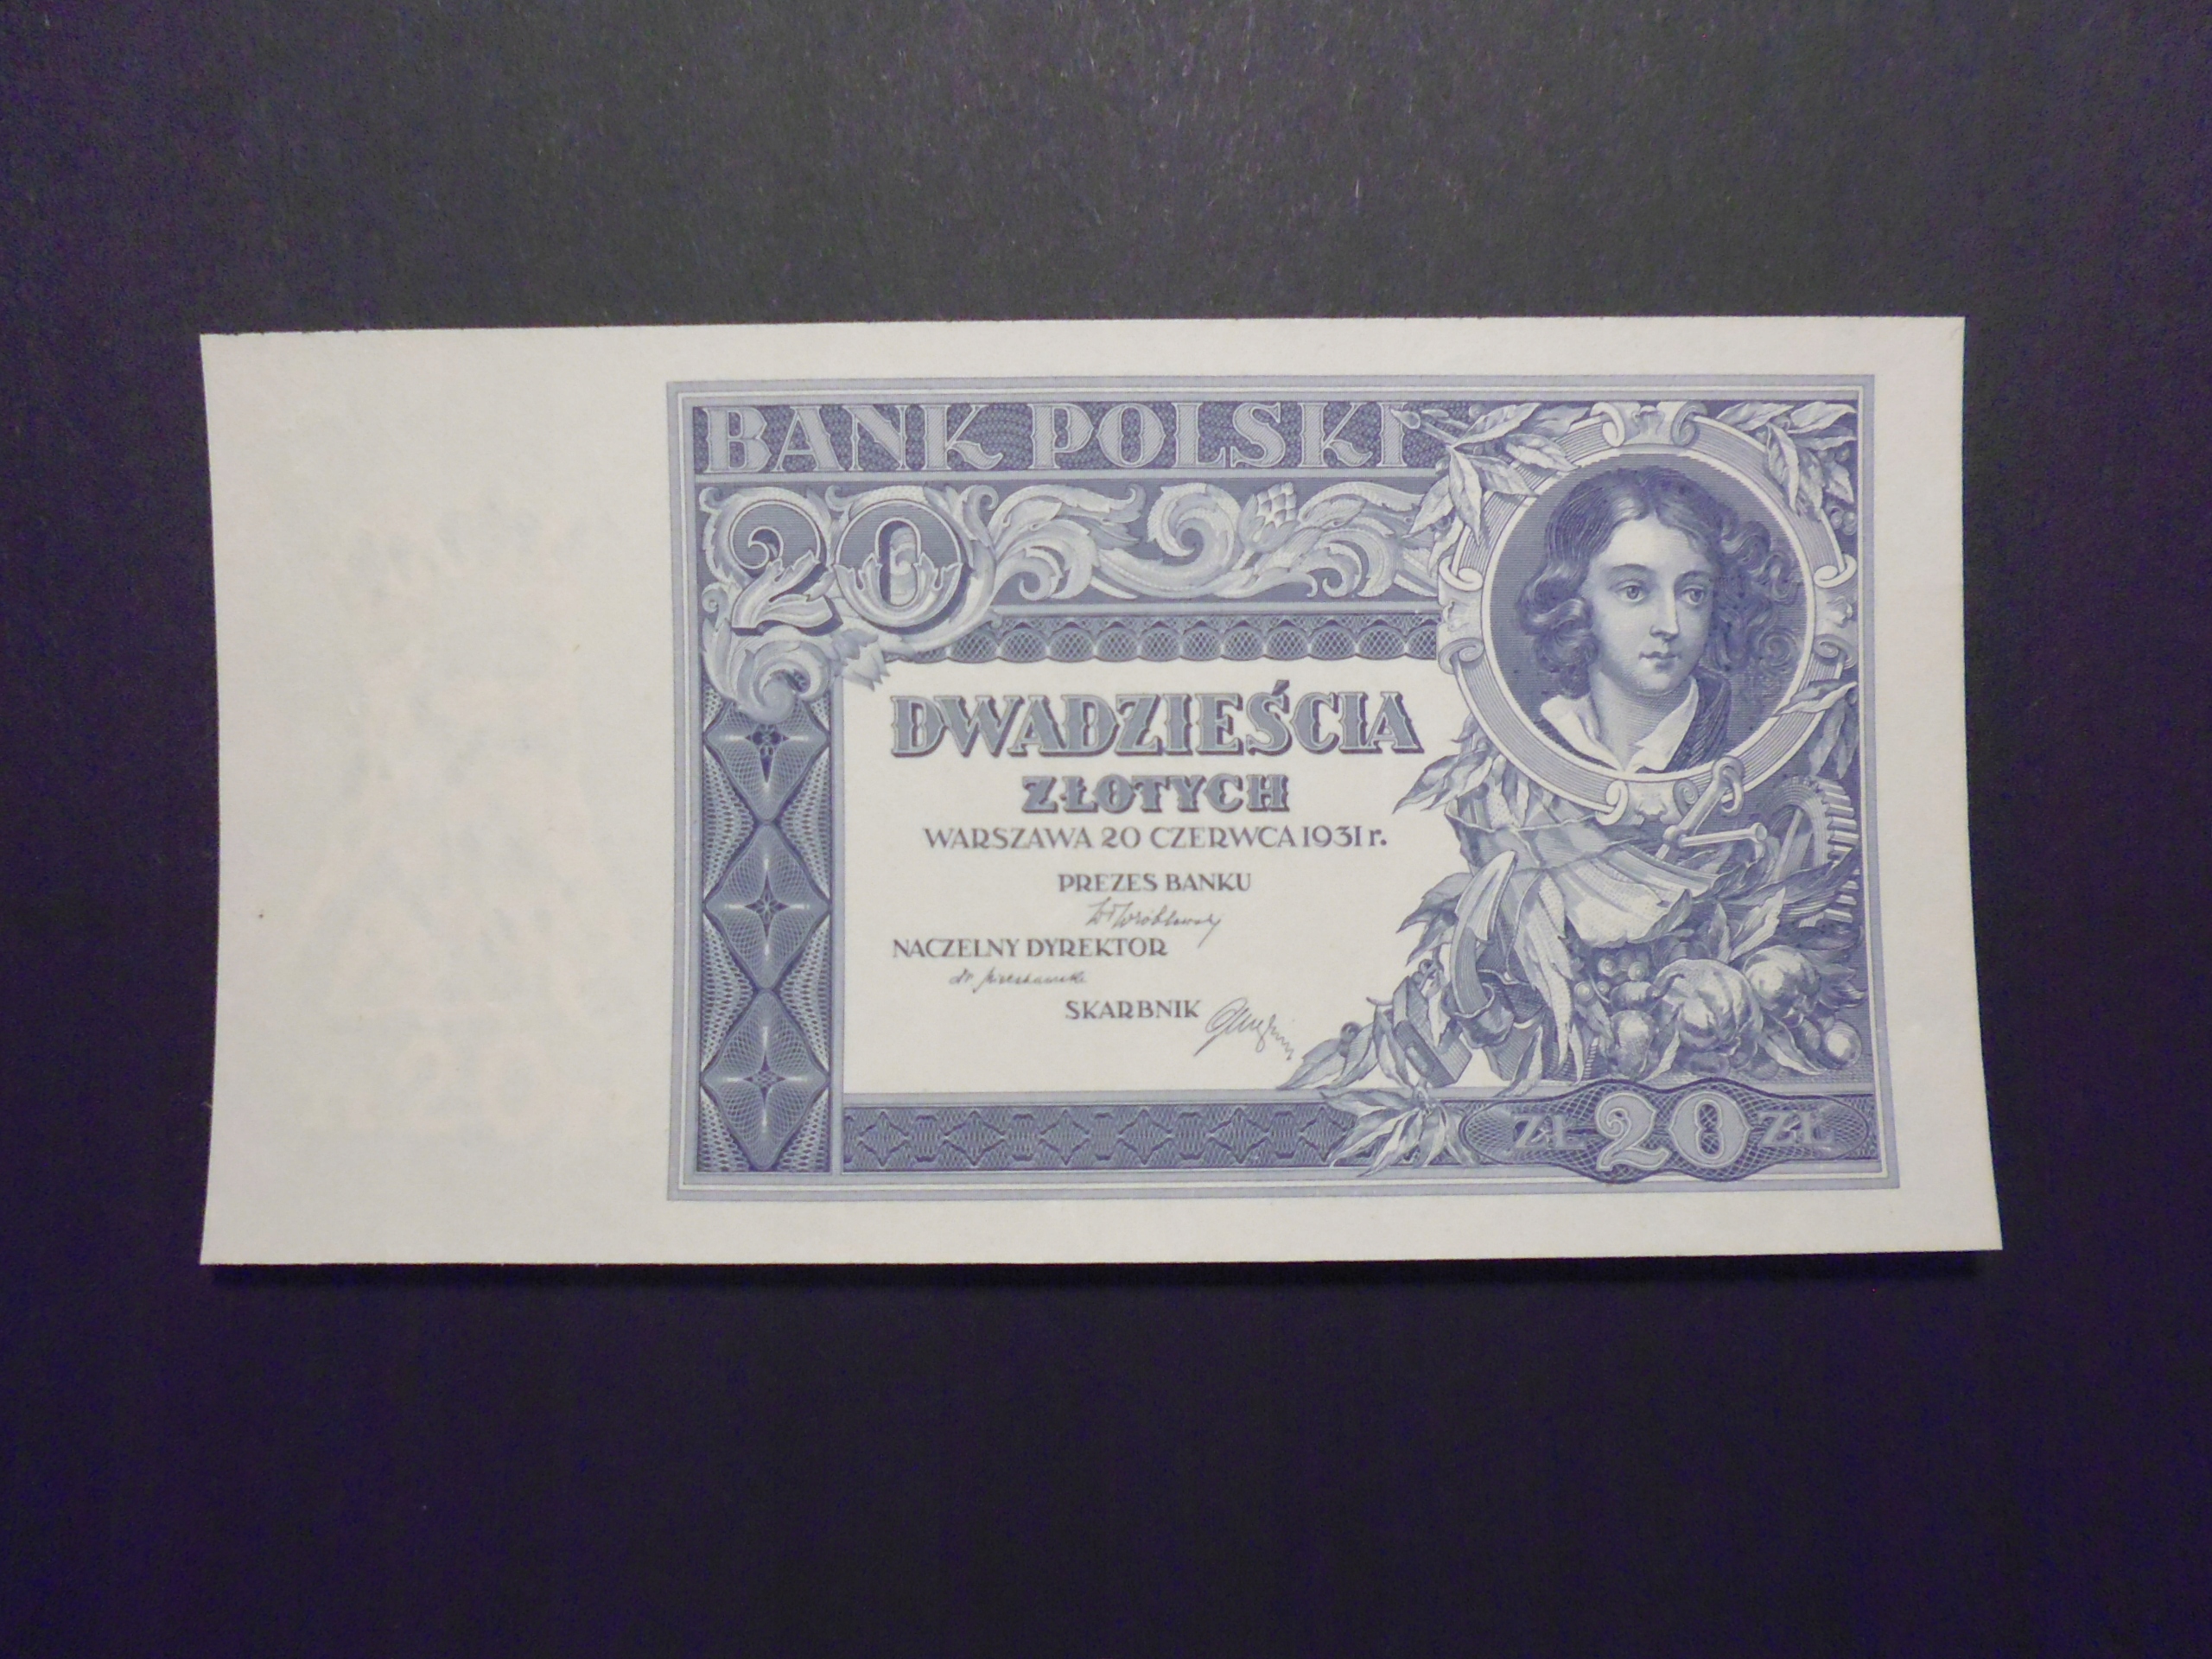 BANK POLSKI
20
DWADZIEŚCIA
ZŁOTYCH
WARSZAWA 20 CZERWCA 1931 r.
PREZES BANKU
NACZELNY DYREKTOR
SKARBNIK
ZŁ 20 ZŁ